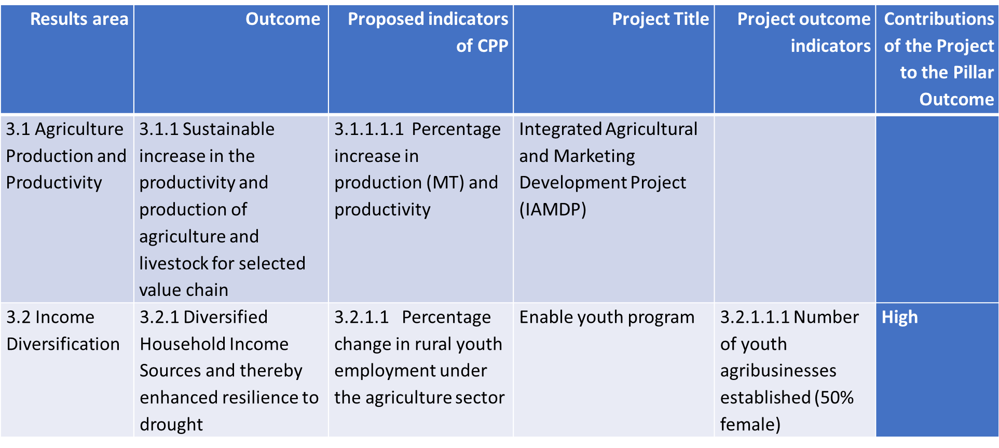 Results area
Outcome
Proposed indicators
of CPP
Project Title
Project outcome
indicators
Contributions
of the Project
to the Pillar
Outcome
3.1 Agriculture
Production and
Productivity
3.1.1 Sustainable
increase in the
productivity and
production of
agriculture and
livestock for selected
value chain
3.1.1.1.1 Percentage
increase in
production (MT) and
productivity
Integrated Agricultural
and Marketing
Development Project
(IAMDP)
3.2 Income
Diversification
3.2.1 Diversified
Household Income
Sources and thereby
enhanced resilience to
drought
3.2.1.1 Percentage
change in rural youth
employment under
the agriculture sector
Enable youth program
3.2.1.1.1 Number
of youth
agribusinesses
established (50%
female)
High